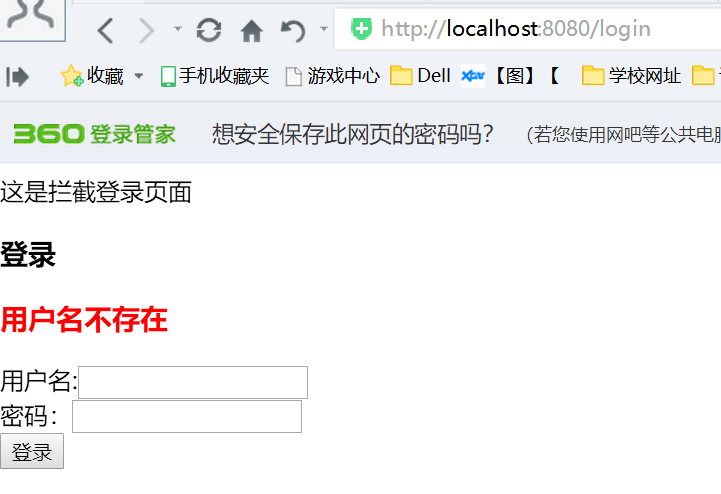 http://localhost:8080/login
收藏 手机收藏夹 游戏中心 Dell 【图】【 学校网址
360 登录管家 想安全保存此网页的密码吗? （若您使用网吧等公共电脑
这是拦截登录页面
登录
用户名不存在
用户名:
密码：
登录